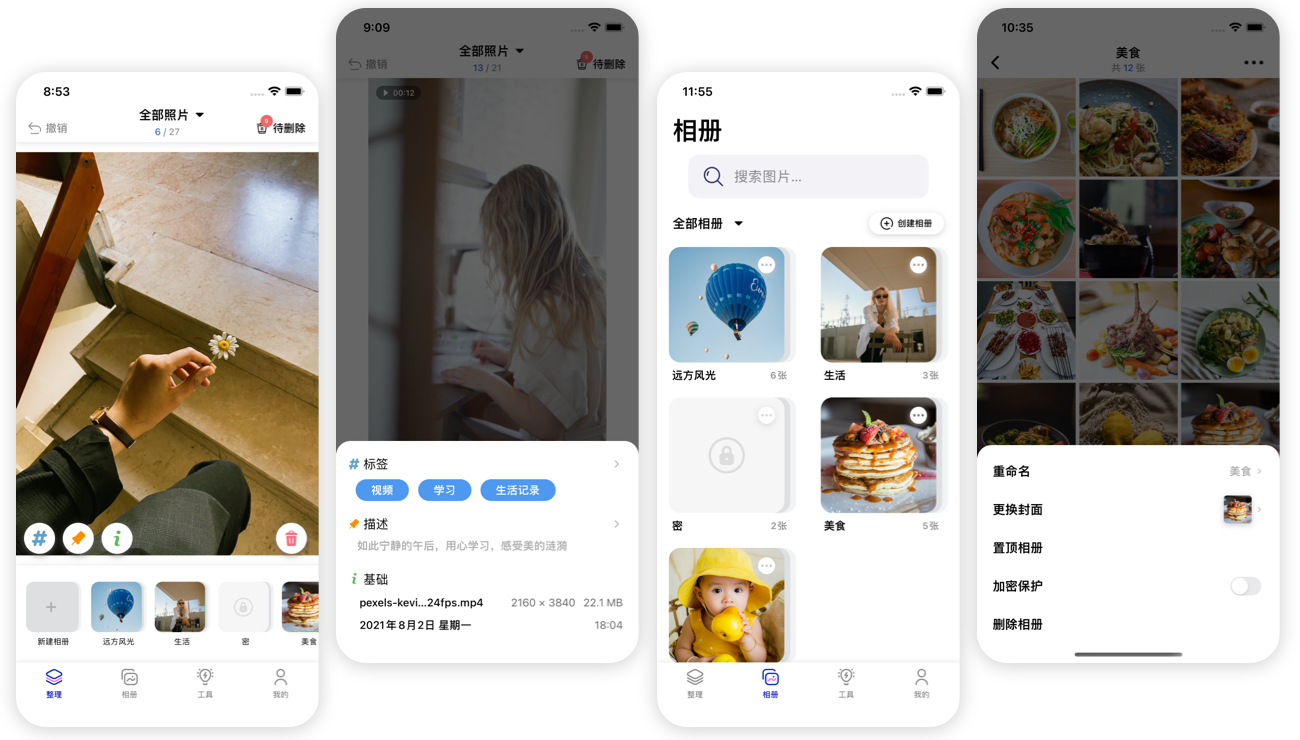 8:53
全部照片
撤销
6 / 27
9
待删除
新建相册
远方风光
生活
密
美食
整理
相册
工具
我的
9:09
全部照片
撤销
13 / 21
待删除
00:12
# 标签
视频
学习
生活记录
描述
如此宁静的午后，用心学习，感受美的涟漪
i 基础
pexels-kevi...24fps.mp4 2160 × 3840 22.1 MB
2021年8月2日 星期一 18:04
11:55
相册
搜索图片...
全部相册
创建相册
远方风光 6张
生活 3张
密 2张
美食 5张
整理
相册
工具
我的
10:35
美食
共 12 张
重命名 美食
更换封面
置顶相册
加密保护
删除相册